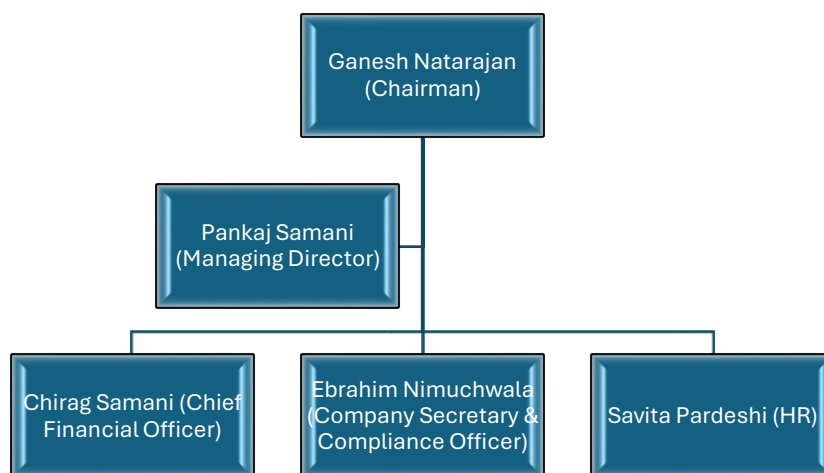 Ganesh Natarajan
(Chairman)
Pankaj Samani
(Managing Director)
Chirag Samani (Chief
Financial Officer)
Ebrahim Nimuchwala
(Company Secretary &
Compliance Officer)
Savita Pardeshi (HR)